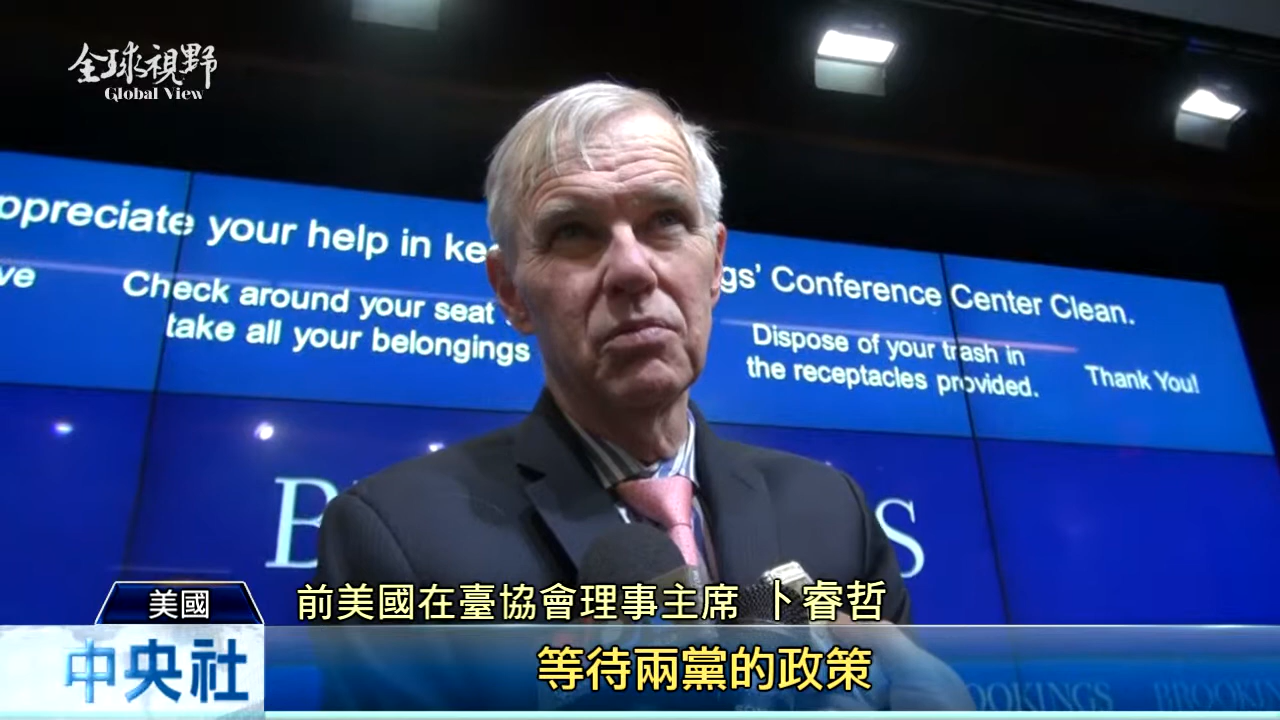 全球視野
Global View
ppreciate your help in kee
gs' Conference Center Clean.
ve
Check around your seat
take all your belongings
Dispose of your trash in
the receptacles provided.
Thank You!
B
S
美國
前美國在臺協會理事主席 卜睿哲
中央社
等待兩黨的政策
BROOKINGS